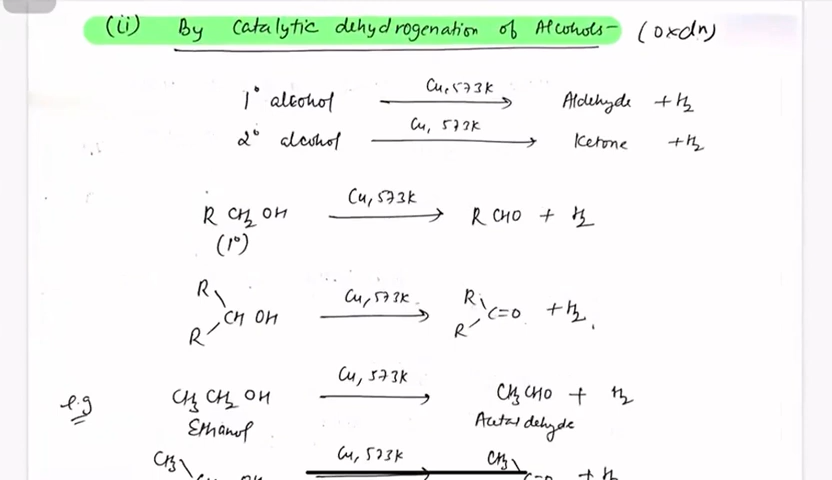 (ii) By Catalytic dehydrogenation of Alcohols- (oxdn)
1° alcohol Cu, 573K Aldehyde + H2
2° alcohol Cu, 573K Ketone + H2
R CH2 OH Cu, 573K R CHO + H2
(1°)
R
CH OH Cu, 573K C=O + H2
R
e.g CH3 CH2 OH Cu, 573K CH3 CHO + H2
Ethanol Acetaldehyde
CH3 Cu, 573K CH3